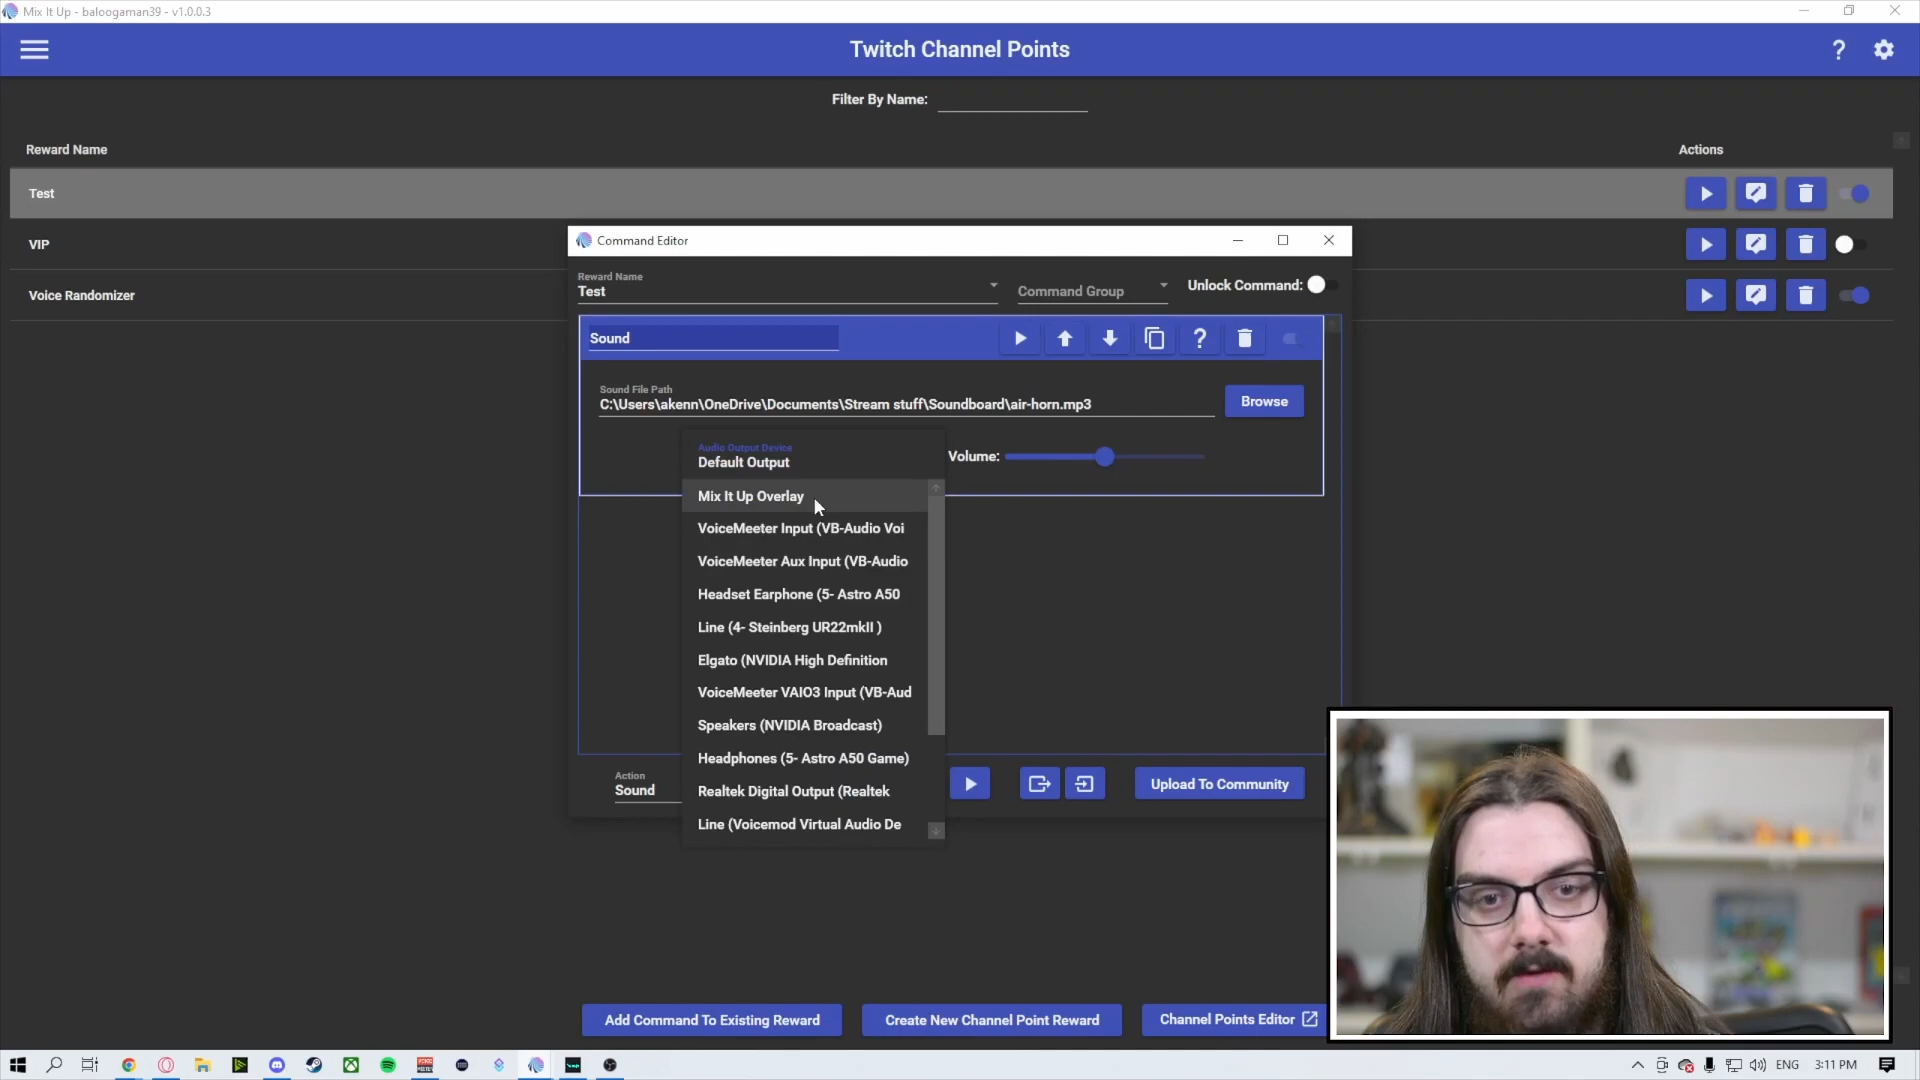 Mix It Up - baloogaman39 - v1.0.0.3
Twitch Channel Points
?
Filter By Name:
Reward Name
Actions
Test
VIP
Voice Randomizer
Command Editor
Reward Name
Test
Command Group
Unlock Command:
Sound
?
Sound File Path
C:\Users\akenn\OneDrive\Documents\Stream stuff\Soundboard\air-horn.mp3
Browse
Audio Output Device
Default Output
Volume:
Mix It Up Overlay
VoiceMeeter Input (VB-Audio Voi
VoiceMeeter Aux Input (VB-Audio
Headset Earphone (5- Astro A50
Line (4- Steinberg UR22mkII )
Elgato (NVIDIA High Definition
VoiceMeeter VAIO3 Input (VB-Aud
Speakers (NVIDIA Broadcast)
Headphones (5- Astro A50 Game)
Realtek Digital Output (Realtek
Line (Voicemod Virtual Audio De
Action
Sound
Upload To Community
Add Command To Existing Reward
Create New Channel Point Reward
Channel Points Editor
ENG
3:11 PM